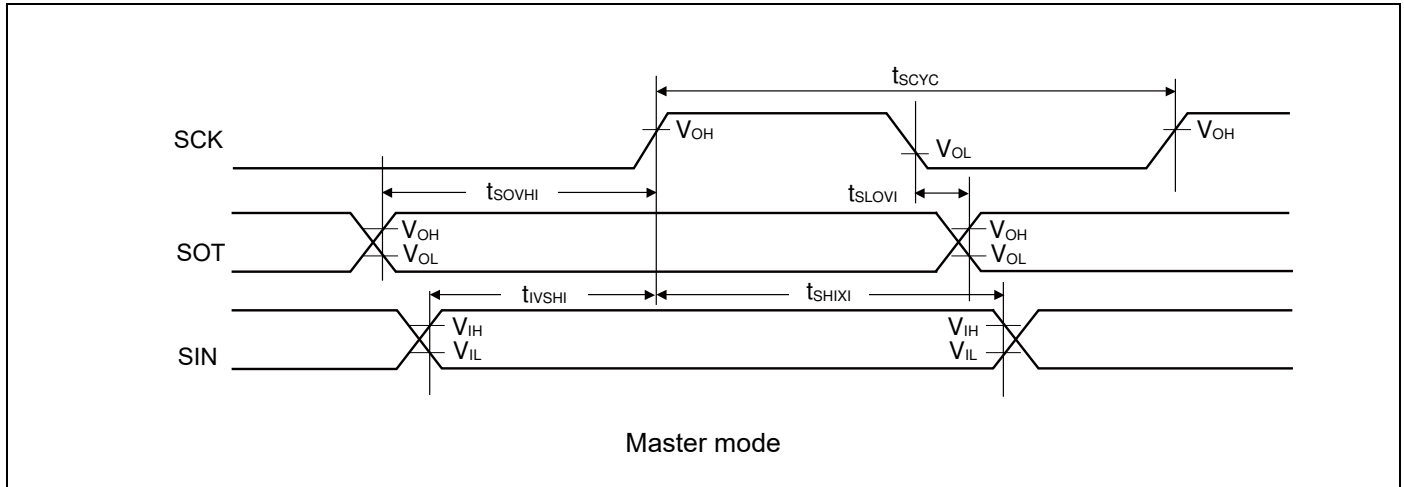 tSCYC
SCK VOH VOL VOH
tSOVHI tSLOVI
SOT VOH VOH
VOL VOL
tIVSHI tSHIXI
SIN VIH VIH
VIL VIL
Master mode